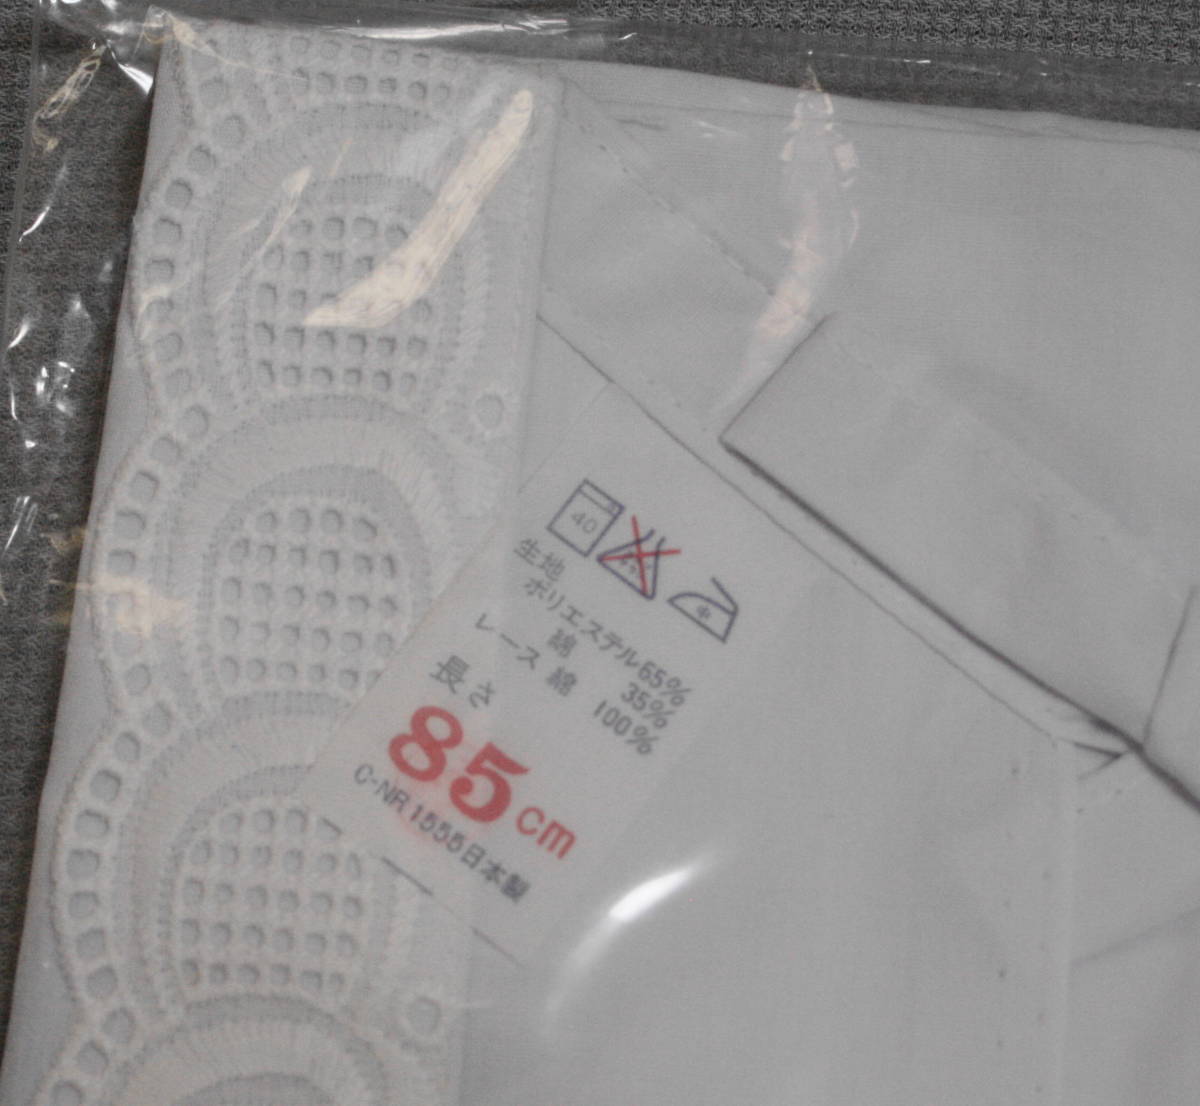 40
中
生地
ポリエステル65%
綿 35%
レース 綿 100%
長さ
85cm
C-NR1555日本製